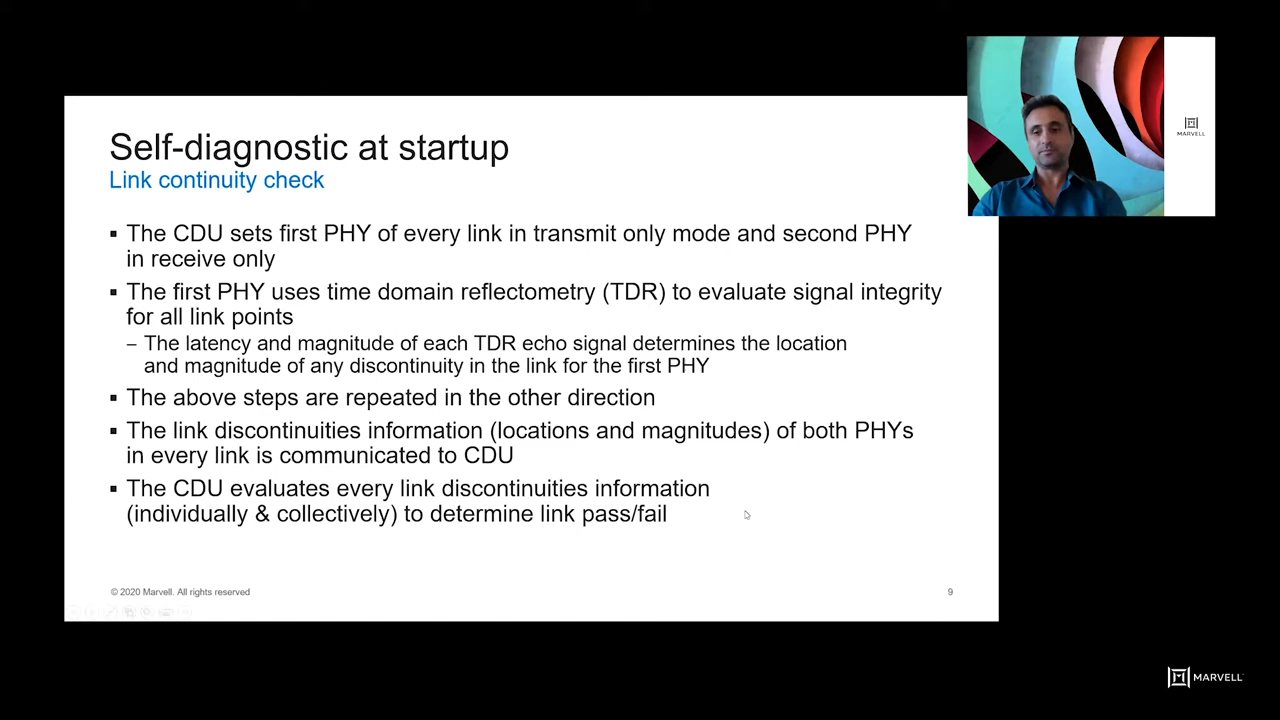 Self-diagnostic at startup
Link continuity check
▪ The CDU sets first PHY of every link in transmit only mode and second PHY
in receive only
▪ The first PHY uses time domain reflectometry (TDR) to evaluate signal integrity
for all link points
– The latency and magnitude of each TDR echo signal determines the location
and magnitude of any discontinuity in the link for the first PHY
▪ The above steps are repeated in the other direction
▪ The link discontinuities information (locations and magnitudes) of both PHYs
in every link is communicated to CDU
▪ The CDU evaluates every link discontinuities information
(individually & collectively) to determine link pass/fail
© 2020 Marvell. All rights reserved
9
MARVELL
MARVELL